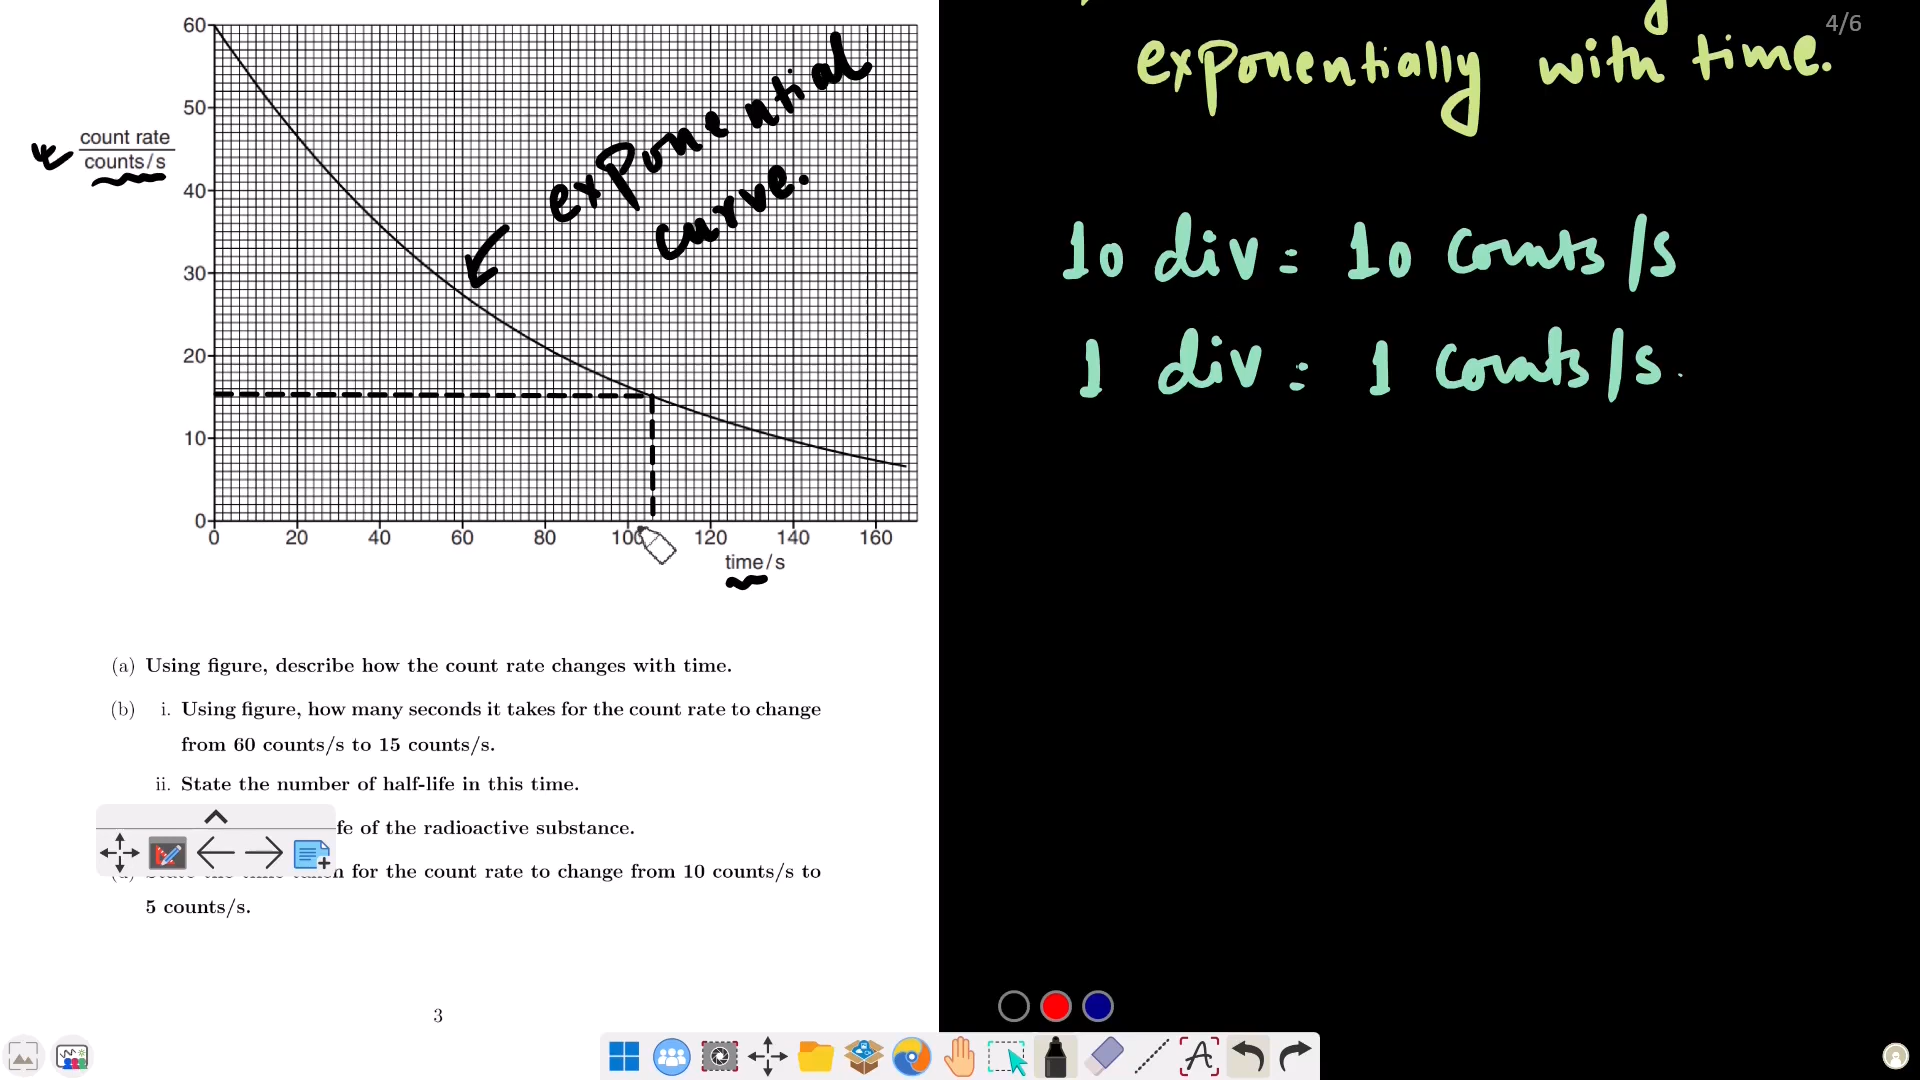 60
50
count rate
counts/s
40
30
20
10
0
0 20 40 60 80 100 120 140 160
time/s
exponential
curve.
(a) Using figure, describe how the count rate changes with time.
(b) i. Using figure, how many seconds it takes for the count rate to change
from 60 counts/s to 15 counts/s.
ii. State the number of half-life in this time.
fe of the radioactive substance.
for the count rate to change from 10 counts/s to
5 counts/s.
3
4/6
exponentially with time.
10 div = 10 counts/s
1 div = 1 counts/s.